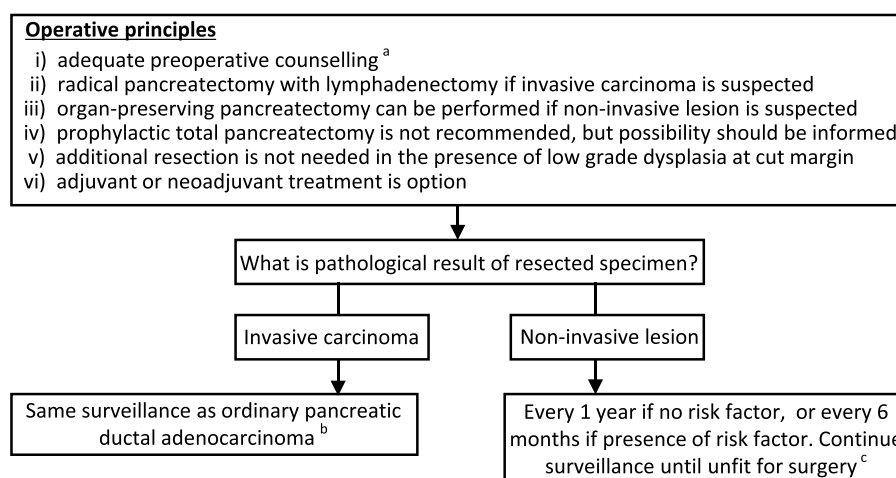 Operative principles
i) adequate preoperative counselling a
ii) radical pancreatectomy with lymphadenectomy if invasive carcinoma is suspected
iii) organ-preserving pancreatectomy can be performed if non-invasive lesion is suspected
iv) prophylactic total pancreatectomy is not recommended, but possibility should be informed
v) additional resection is not needed in the presence of low grade dysplasia at cut margin
vi) adjuvant or neoadjuvant treatment is option
What is pathological result of resected specimen?
Invasive carcinoma
Non-invasive lesion
Same surveillance as ordinary pancreatic
ductal adenocarcinoma b
Every 1 year if no risk factor, or every 6
months if presence of risk factor. Continue
surveillance until unfit for surgery c